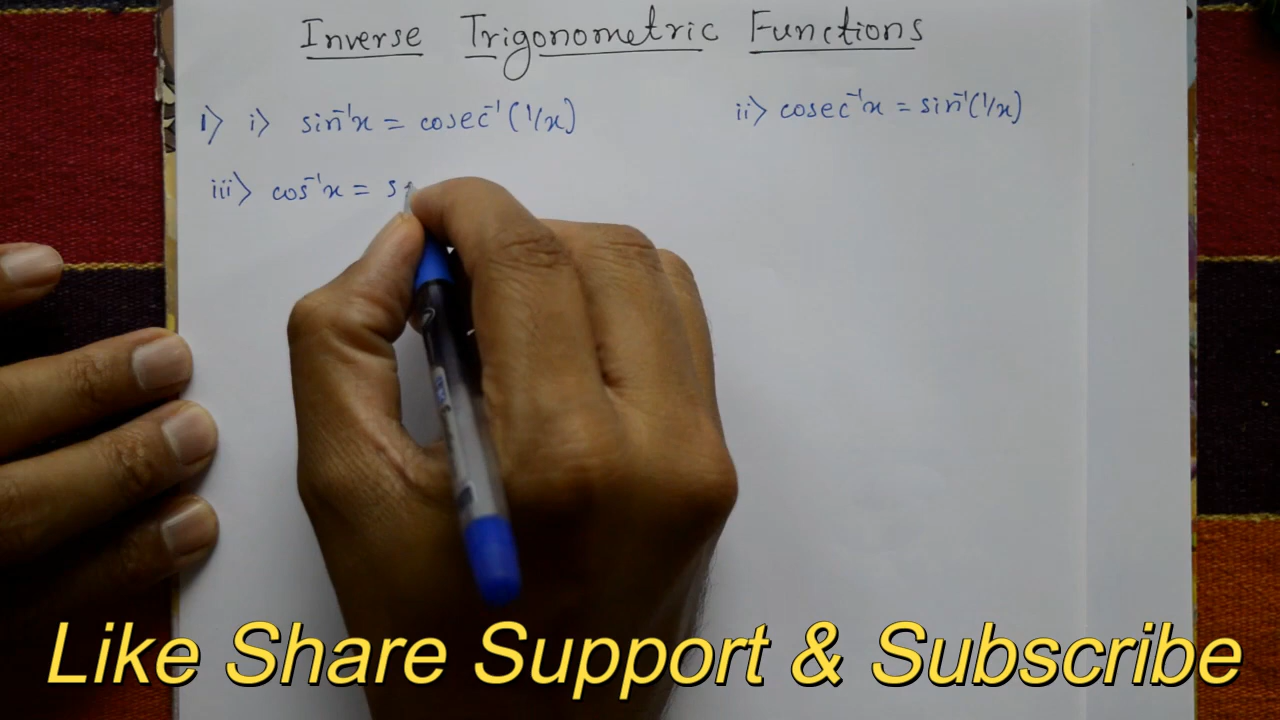 Inverse Trigonometric Functions
1) i) sin⁻¹x = cosec⁻¹(1/x) ii) cosec⁻¹x = sin⁻¹(1/x)
iii) cos⁻¹x = s
Like Share Support & Subscribe